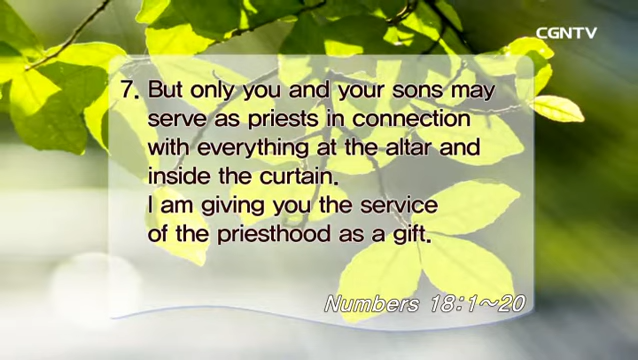 CGNTV
7. But only you and your sons may
serve as priests in connection
with everything at the altar and
inside the curtain.
I am giving you the service
of the priesthood as a gift.
Numbers 18:1~20